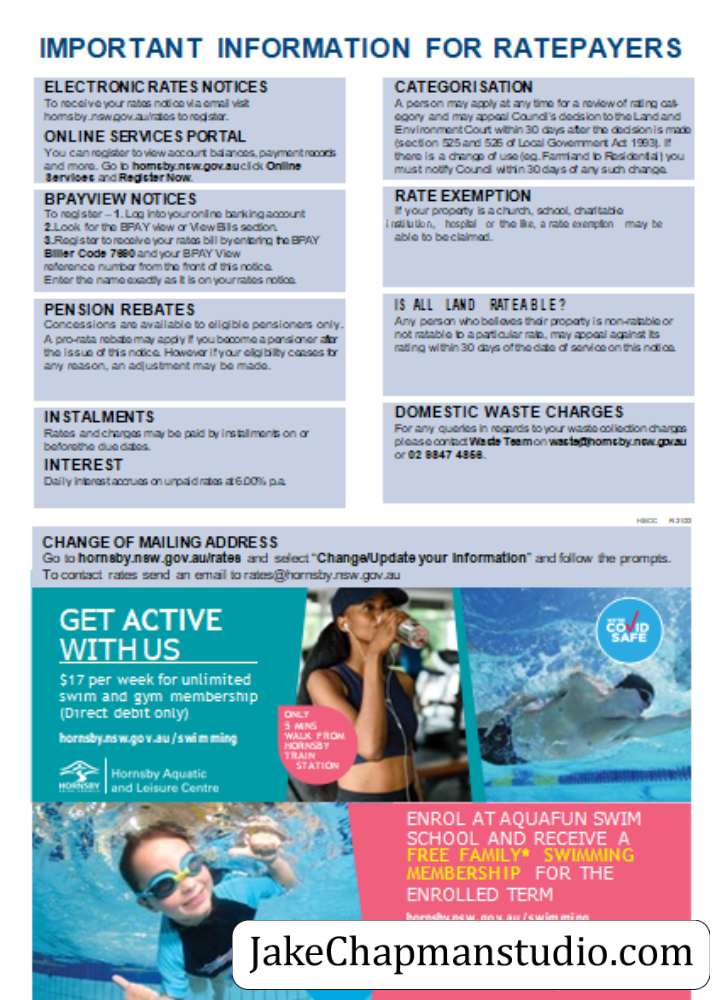 IMPORTANT INFORMATION FOR RATEPAYERS
ELECTRONIC RATES NOTICES
To receive your rates notice via email visit
hornsby.nsw.gov.au/rates to register.
ONLINE SERVICES PORTAL
You can register to view account balances, payment records
and more. Go to hornsby.nsw.gov.au click Online
Services and Register Now.
BPAYVIEW NOTICES
To register – 1. Log into your online banking account
2.Look for the BPAY view or View Bills section.
3.Register to receive your rates bill by entering the BPAY
Biller Code 7690 and your BPAY View
reference number from the front of this notice.
Enter the name exactly as it is on your rates notice.
PENSION REBATES
Concessions are available to eligible pensioners only.
A pro-rata rebate may apply if you become a pensioner after
the issue of this notice. However if your eligibility ceases for
any reason, an adjustment may be made.
INSTALMENTS
Rates and charges may be paid by instalments on or
beforethe due dates.
INTEREST
Daily interest accrues on unpaid rates at 6.00% p.a.
CATEGORISATION
A person may apply at any time for a review of rating cat-
egory and may appeal Council's decision to the Land and
Environment Court within 30 days after the decision is made
(section 525 and 526 of Local Government Act 1993). If
there is a change of use (eg. Farmland to Residential) you
must notify Council within 30 days of any such change.
RATE EXEMPTION
If your property is a church, school, charitable
institution, hospital or the like, a rate exemption may be
able to be claimed.
IS ALL LAND RATEABLE?
Any person who believes their property is non-ratable or
not ratable to a particular rate, may appeal against its
rating within 30 days of the date of service on this notice.
DOMESTIC WASTE CHARGES
For any queries in regards to your waste collection charges
please contact Waste Team on waste@hornsby.nsw.gov.au
or 02 9847 4856.
CHANGE OF MAILING ADDRESS
Go to hornsby.nsw.gov.au/rates and select "Change/Update your Information" and follow the prompts.
To contact rates send an email to rates@hornsby.nsw.gov.au
GET ACTIVE
WITH US
$17 per week for unlimited
swim and gym membership
(Direct debit only)
hornsby.nsw.gov.au/swimming
HORNSBY
Hornsby Aquatic
and Leisure Centre
ONLY
5 MINS
WALK FROM
HORNSBY
TRAIN
STATION
COVID
SAFE
ENROL AT AQUAFUN SWIM
SCHOOL AND RECEIVE A
FREE FAMILY* SWIMMING
MEMBERSHIP FOR THE
ENROLLED TERM
hornsby.nsw.gov.au/swimming
JakeChapmanstudio.com